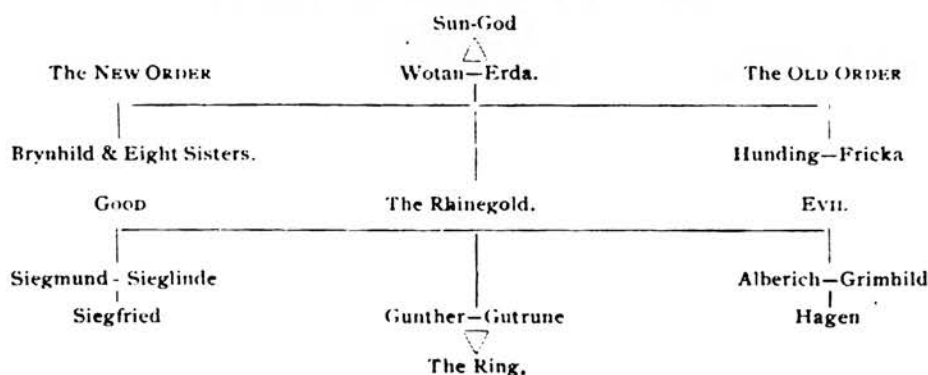 Sun-God
The NEW ORDER Wotan—Erda. The OLD ORDER
Brynhild & Eight Sisters. Hunding—Fricka
GOOD The Rhinegold. EVIL
Siegmund - Sieglinde Alberich—Grimhild
Siegfried Gunther—Gutrune Hagen
The Ring.